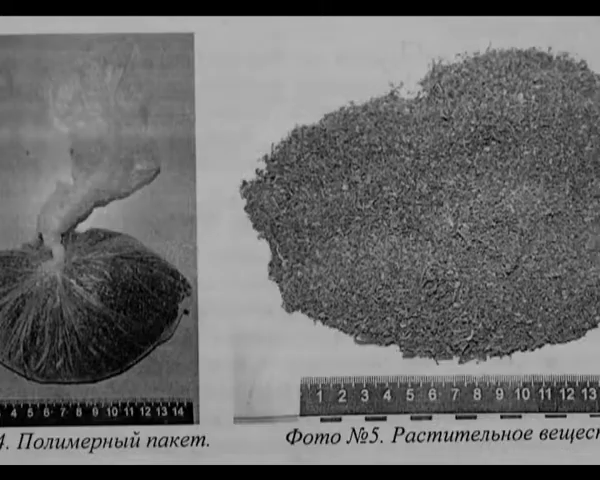 4 5 6 7 8 9 10 11 12 13 14
1 2 3 4 5 6 7 8 9 10 11 12 13
4. Полимерный пакет.
Фото №5. Растительное вещест